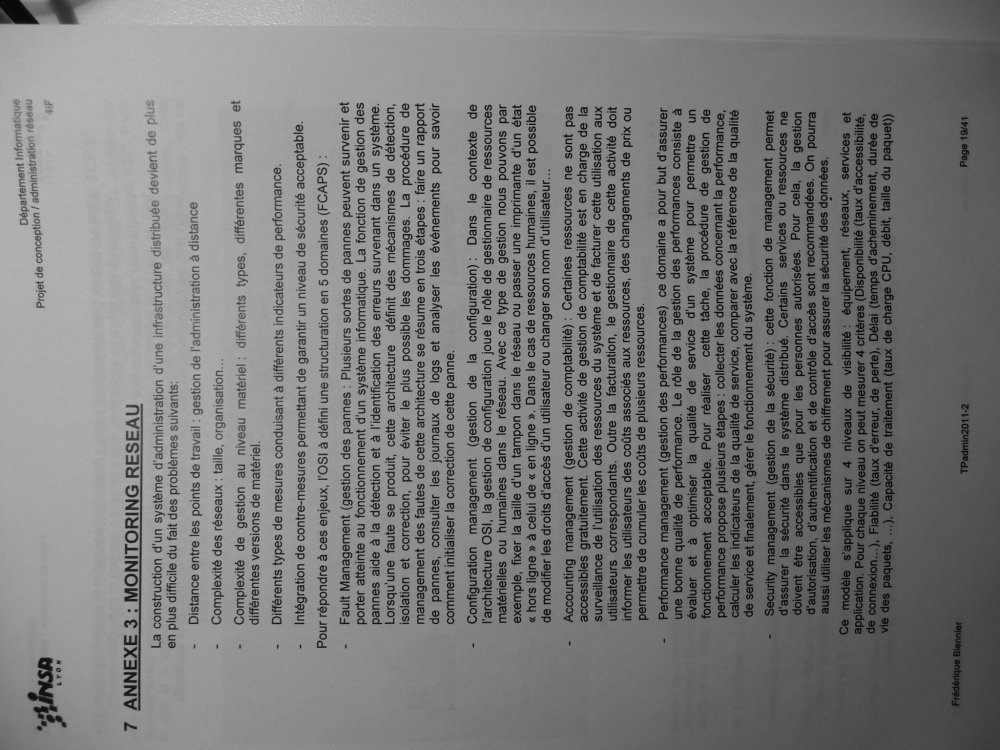 INSA
LYON
Département Informatique
Projet de conception / administration réseau
4IF
7 ANNEXE 3 : MONITORING RESEAU
La construction d'un système d'administration d'une infrastructure distribuée devient de plus
en plus difficile du fait des problèmes suivants:
- Distance entre les points de travail : gestion de l'administration à distance
- Complexité des réseaux : taille, organisation…
- Complexité de gestion au niveau matériel : différents types, différentes marques et
différentes versions de matériel.
- Différents types de mesures conduisant à différents indicateurs de performance.
- Intégration de contre-mesures permettant de garantir un niveau de sécurité acceptable.
Pour répondre à ces enjeux, l'OSI à défini une structuration en 5 domaines (FCAPS) :
- Fault Management (gestion des pannes : Plusieurs sortes de pannes peuvent survenir et
porter atteinte au fonctionnement d'un système informatique. La fonction de gestion des
pannes aide à la détection et à l'identification des erreurs survenant dans un système.
Lorsqu'une faute se produit, cette architecture définit des mécanismes de détection,
isolation et correction, pour éviter le plus possible les dommages. La procédure de
management des fautes de cette architecture se résume en trois étapes : faire un rapport
de pannes, consulter les journaux de logs et analyser les événements pour savoir
comment initialiser la correction de cette panne.
- Configuration management (gestion de la configuration) : Dans le contexte de
l'architecture OSI, la gestion de configuration joue le rôle de gestionnaire de ressources
matérielles ou humaines dans le réseau. Avec ce type de gestion nous pouvons par
exemple, fixer la taille d'un tampon dans le réseau ou passer une imprimante d'un état
« hors ligne » à celui de « en ligne ». Dans le cas de ressources humaines, il est possible
de modifier les droits d'accès d'un utilisateur ou changer son nom d'utilisateur…
- Accounting management (gestion de comptabilité) : Certaines ressources ne sont pas
accessibles gratuitement. Cette activité de gestion de comptabilité est en charge de la
surveillance de l'utilisation des ressources du système et de facturer cette utilisation aux
utilisateurs correspondants. Outre la facturation, le gestionnaire de cette activité doit
informer les utilisateurs des coûts associés aux ressources, des changements de prix ou
permettre de cumuler les coûts de plusieurs ressources.
- Performance management (gestion des performances) ce domaine a pour but d'assurer
une bonne qualité de performance. Le rôle de la gestion des performances consiste à
évaluer et à optimiser la qualité de service d'un système pour permettre un
fonctionnement acceptable. Pour réaliser cette tâche, la procédure de gestion de
performance propose plusieurs étapes : collecter les données concernant la performance,
calculer les indicateurs de la qualité de service, comparer avec la référence de la qualité
de service et finalement, gérer le fonctionnement du système.
- Security management (gestion de la sécurité) : cette fonction de management permet
d'assurer la sécurité dans le système distribué. Certains services ou ressources ne
doivent être accessibles que pour les personnes autorisées. Pour cela, la gestion
d'autorisation, d'authentification et de contrôle d'accès sont recommandées. On pourra
aussi utiliser les mécanismes de chiffrement pour assurer la sécurité des données.
Ce modèle s'applique sur 4 niveaux de visibilité : équipement, réseaux, services et
application. Pour chaque niveau on peut mesurer 4 critères (Disponibilité (taux d'accessibilité,
de connexion…), Fiabilité (taux d'erreur, de perte), Délai (temps d'acheminement, durée de
vie des paquets, …), Capacité de traitement (taux de charge CPU, débit, taille du paquet))
Frédérique Biennier
TPadmin2011-2
Page 19/41